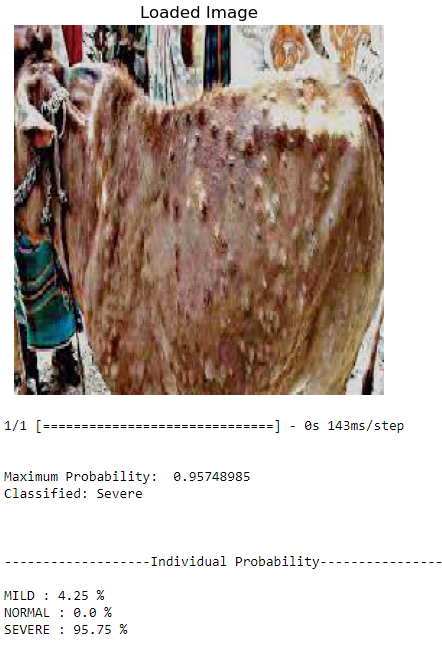 Loaded Image
1/1 [==============================] - 0s 143ms/step
Maximum Probability:  0.95748985
Classified: Severe
-------------------Individual Probability----------------
MILD : 4.25 %
NORMAL : 0.0 %
SEVERE : 95.75 %